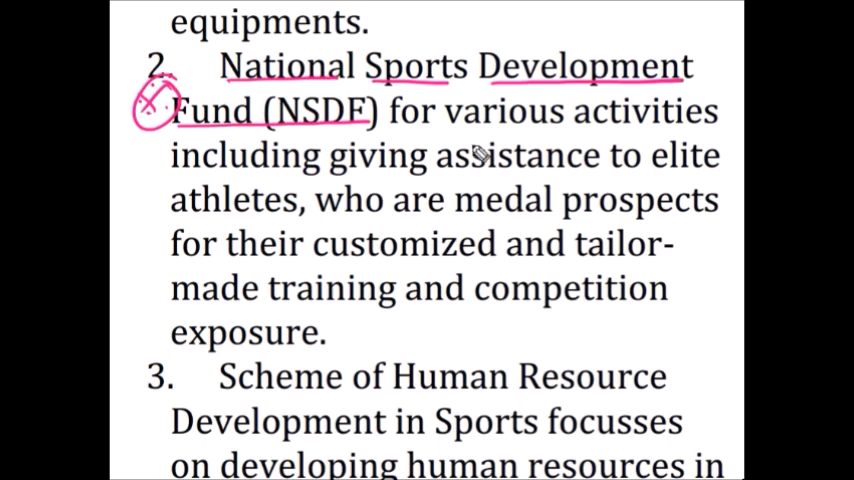 equipments.
2. National Sports Development
Fund (NSDF) for various activities
including giving assistance to elite
athletes, who are medal prospects
for their customized and tailor-
made training and competition
exposure.
3. Scheme of Human Resource
Development in Sports focusses
on developing human resources in